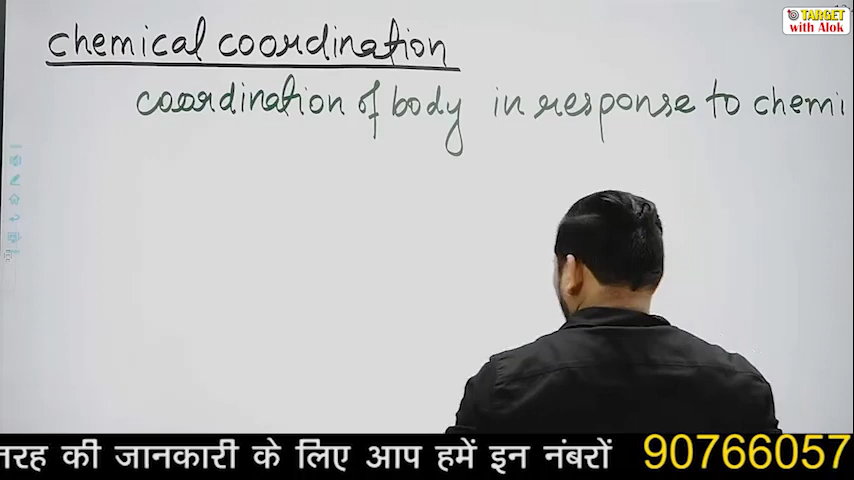 TARGET
with Alok
chemical coordination
coordination of body in response to chemi
तरह की जानकारी के लिए आप हमें इन नंबरों 90766057